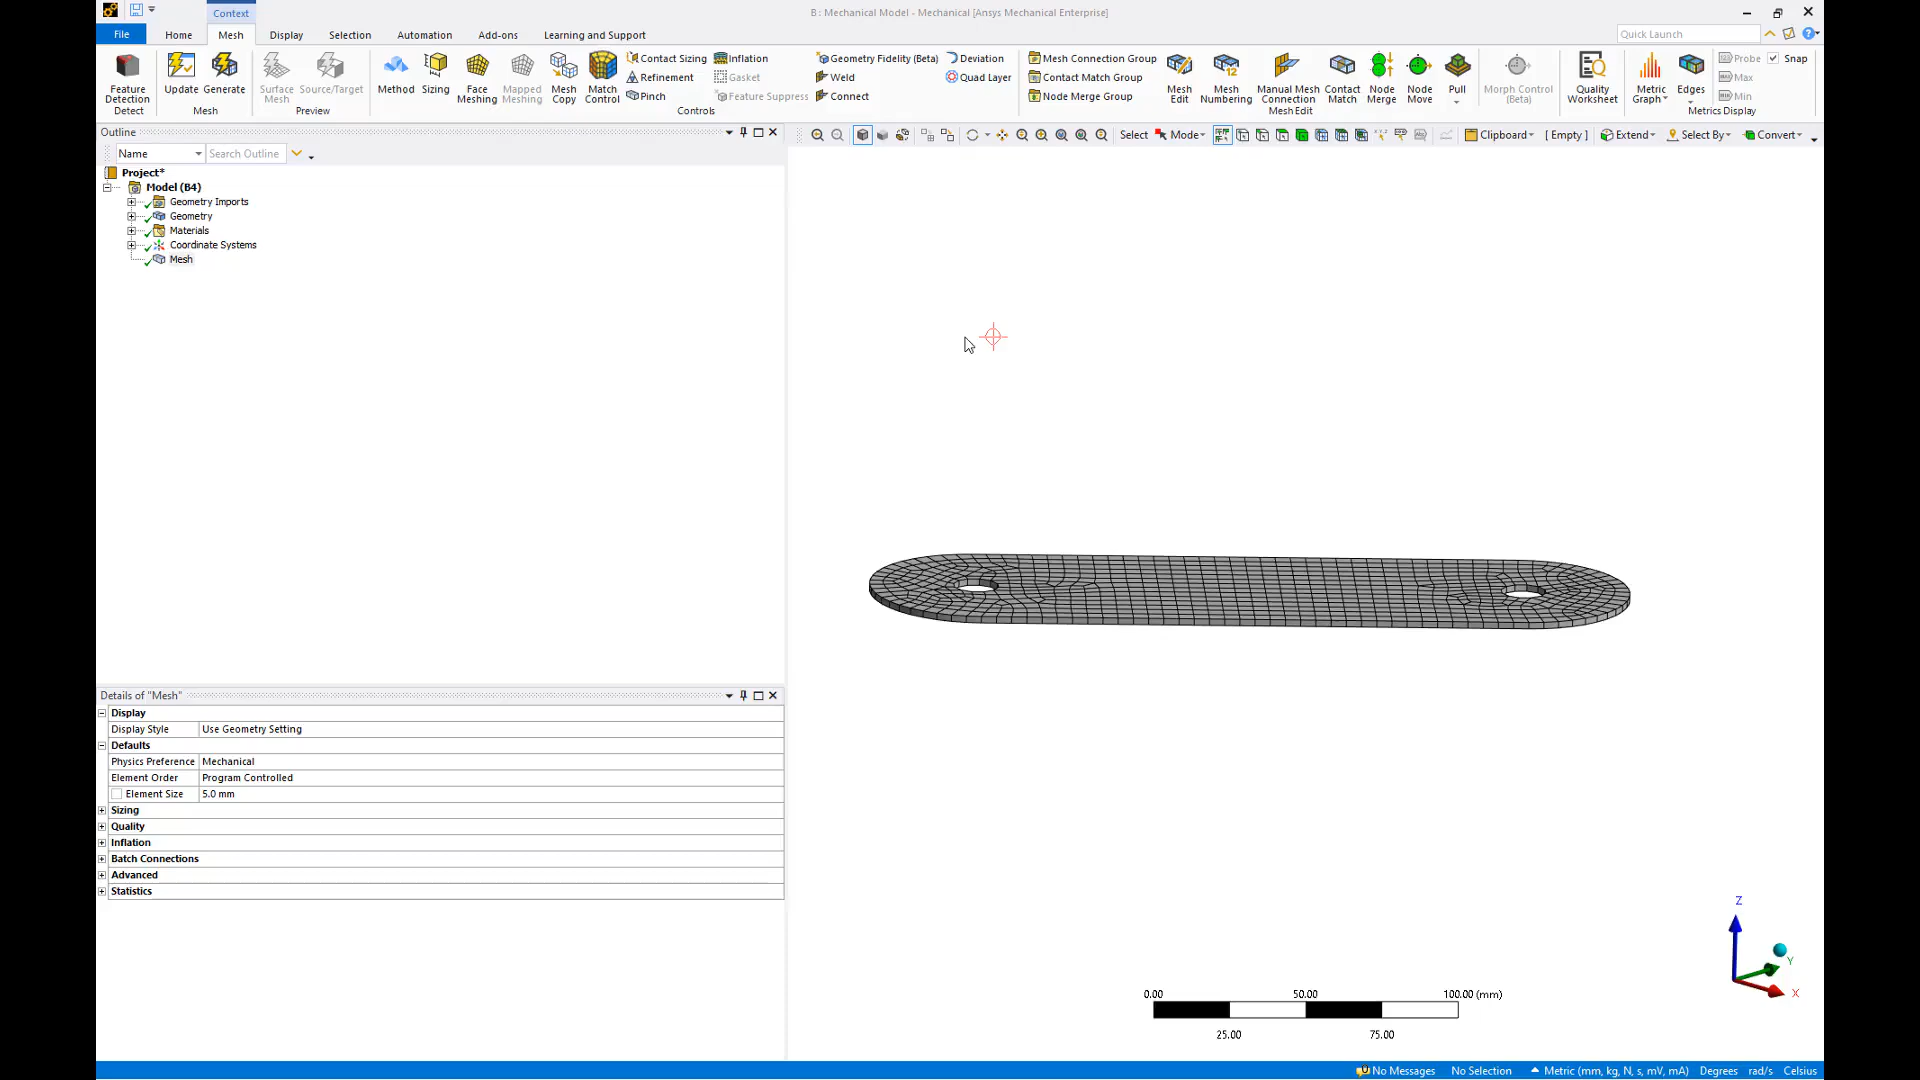 Context
B : Mechanical Model - Mechanical [Ansys Mechanical Enterprise]
File Home Mesh Display Selection Automation Add-ons Learning and Support Quick Launch
Feature Detection
Detect
Update Generate
Mesh
Surface Mesh Source/Target
Preview
Method Sizing Face Meshing Mapped Meshing Mesh Copy Match Control
Contact Sizing
Refinement
Pinch
Inflation
Gasket
Feature Suppress
Geometry Fidelity (Beta)
Weld
Connect
Deviation
Quad Layer
Controls
Mesh Connection Group
Contact Match Group
Node Merge Group
Mesh Edit Mesh Numbering Manual Mesh Connection Contact Match Node Merge Node Move Pull Morph Control (Beta)
Mesh Edit
Quality Worksheet Metric Graph Edges
Probe Snap
Max
Min
Metrics Display
Outline
Name Search Outline
Select Mode Clipboard [ Empty ] Extend Select By Convert
Project*
Model (B4)
Geometry Imports
Geometry
Materials
Coordinate Systems
Mesh
Details of "Mesh"
Display
Display Style Use Geometry Setting
Defaults
Physics Preference Mechanical
Element Order Program Controlled
Element Size 5.0 mm
Sizing
Quality
Inflation
Batch Connections
Advanced
Statistics
Z
Y
X
0.00 50.00 100.00 (mm)
25.00 75.00
No Messages No Selection Metric (mm, kg, N, s, mV, mA) Degrees rad/s Celsius